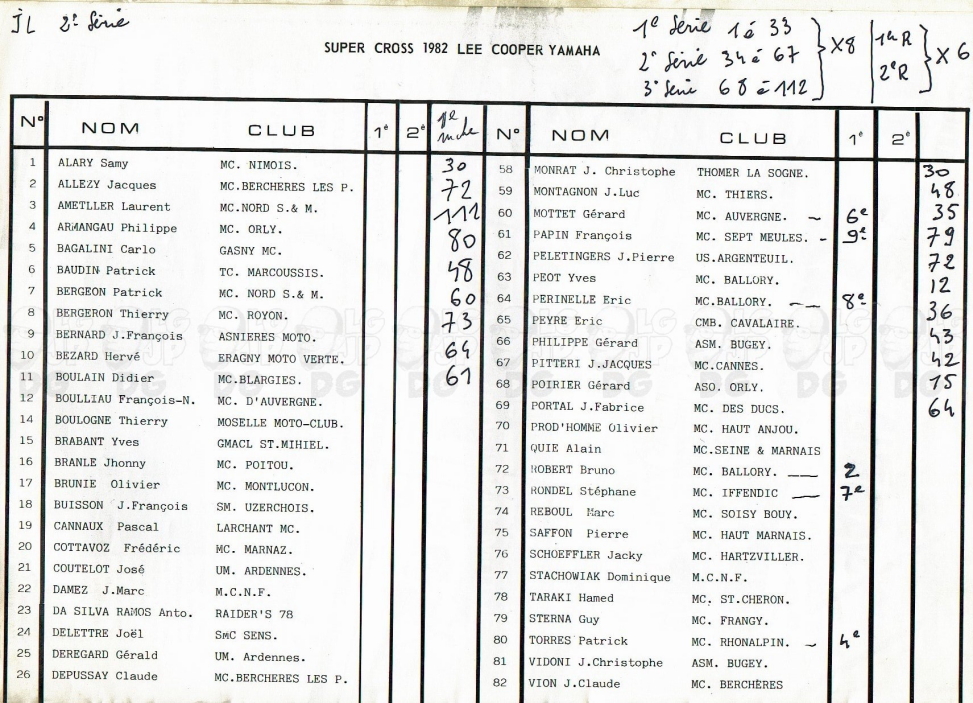 JL 2e Série
SUPER CROSS 1982 LEE COOPER YAMAHA
1e Série 1 à 33
2e Série 34 à 67
3e Série 68 à 112
X8
1e R
2e R
X 6
N° NOM CLUB 1è 2è 1e
1 ALARY Samy MC. NIMOIS. 30
2 ALLEZY Jacques MC.BERCHERES LES P. 72
3 AMETLLER Laurent MC.NORD S.& M. 111
4 ARMANGAU Philippe MC. ORLY. 80
5 BAGALINI Carlo GASNY MC. 48
6 BAUDIN Patrick TC. MARCOUSSIS. 60
7 BERGEON Patrick MC. NORD S.& M. 73
8 BERGERON Thierry MC. ROYON. 64
9 BERNARD J.François ASNIERES MOTO. 61
10 BEZARD Hervé ERAGNY MOTO VERTE.
11 BOULAIN Didier MC.BLARGIES.
12 BOULLIAU François-N. MC. D'AUVERGNE.
14 BOULOGNE Thierry MOSELLE MOTO-CLUB.
15 BRABANT Yves GMACL ST.MIHIEL.
16 BRANLE Jhonny MC. POITOU.
17 BRUNIE Olivier MC. MONTLUCON.
18 BUISSON J.François SM. UZERCHOIS.
19 CANNAUX Pascal LARCHANT MC.
20 COTTAVOZ Frédéric MC. MARNAZ.
21 COUTELOT José UM. ARDENNES.
22 DAMEZ J.Marc M.C.N.F.
23 DA SILVA RAMOS Anto. RAIDER'S 78
24 DELETTRE Joël SMC SENS.
25 DEREGARD Gérald UM. Ardennes.
26 DEPUSSAY Claude MC.BERCHERES LES P.
N° NOM CLUB 1è 2è
58 MONRAT J. Christophe THOMER LA SOGNE. 30
59 MONTAGNON J.Luc MC. THIERS. 48
60 MOTTET Gérard MC. AUVERGNE. 6e 35
61 PAPIN François MC. SEPT MEULES. 9e 79
62 PELETINGERS J.Pierre US.ARGENTEUIL. 72
63 PEOT Yves MC. BALLORY. 12
64 PERINELLE Eric MC.BALLORY. 8e 36
65 PEYRE Eric CMB. CAVALAIRE. 43
66 PHILIPPE Gérard ASM. BUGEY. 42
67 PITTERI J.JACQUES MC.CANNES. 15
68 POIRIER Gérard ASO. ORLY. 64
69 PORTAL J.Fabrice MC. DES DUCS.
70 PROD'HOMME Olivier MC. HAUT ANJOU.
71 QUIE Alain MC.SEINE & MARNAIS
72 ROBERT Bruno MC. BALLORY. 2
73 RONDEL Stéphane MC. IFFENDIC 7e
74 REBOUL Marc MC. SOISY BOUY.
75 SAFFON Pierre MC. HAUT MARNAIS.
76 SCHOEFFLER Jacky MC. HARTZVILLER.
77 STACHOWIAK Dominique M.C.N.F.
78 TARAKI Hamed MC. ST.CHERON.
79 STERNA Guy MC. FRANGY.
80 TORRES Patrick MC. RHONALPIN. 4e
81 VIDONI J.Christophe ASM. BUGEY.
82 VION J.Claude MC. BERCHÈRES